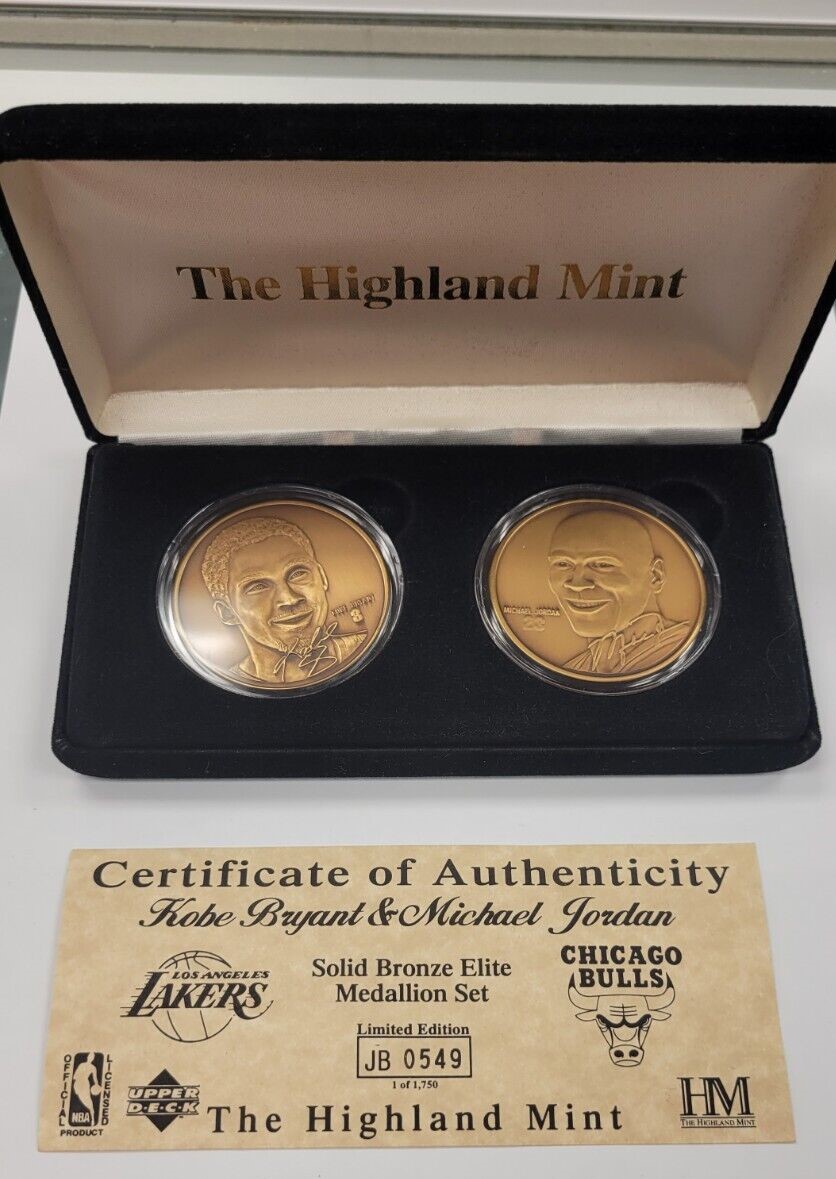 The Highland Mint
KOBE BRYANT
8
MICHAEL JORDAN
23
Certificate of Authenticity
Kobe Bryant & Michael Jordan
LOS ANGELES
LAKERS
Solid Bronze Elite
Medallion Set
CHICAGO
BULLS
Limited Edition
JB 0549
1 of 1,750
OFFICIAL
LICENSED
NBA
PRODUCT
UPPER
D·E·C·K
The Highland Mint
HM
THE HIGHLAND MINT